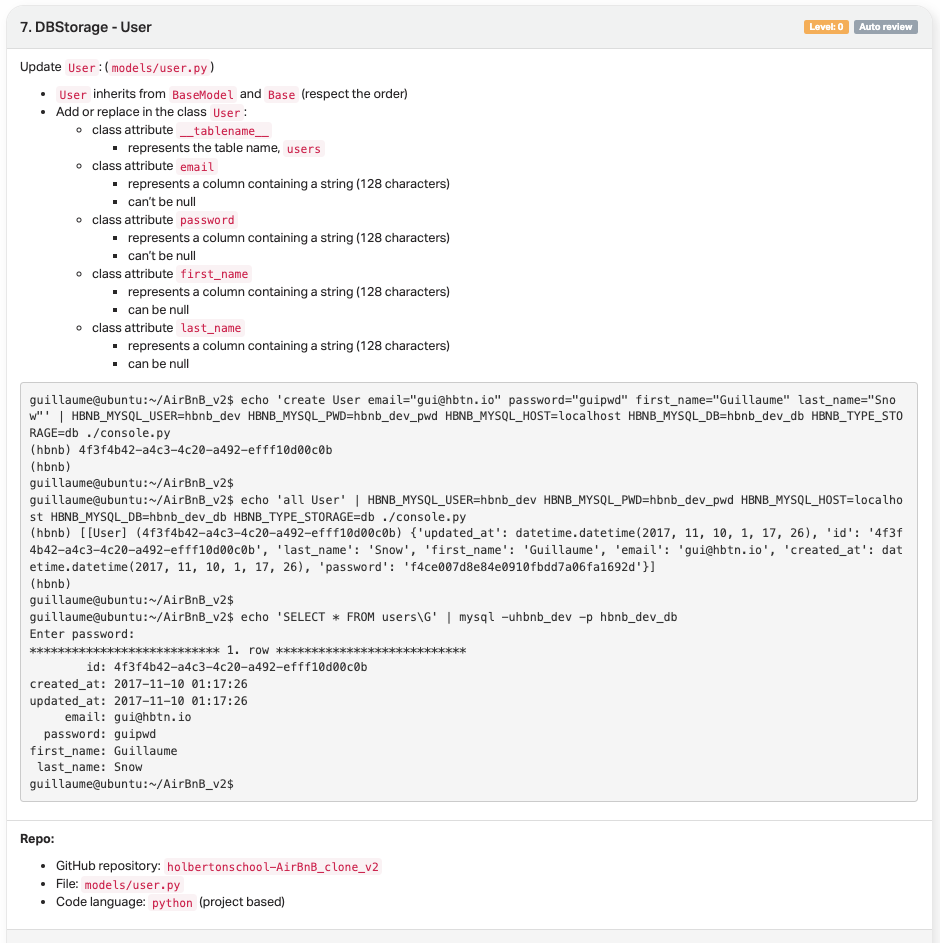 7. DBStorage - User
Level: 0
Auto review
Update User: (models/user.py)
User inherits from BaseModel and Base (respect the order)
Add or replace in the class User:
class attribute __tablename__
represents the table name, users
class attribute email
represents a column containing a string (128 characters)
can't be null
class attribute password
represents a column containing a string (128 characters)
can't be null
class attribute first_name
represents a column containing a string (128 characters)
can be null
class attribute last_name
represents a column containing a string (128 characters)
can be null
guillaume@ubuntu:~/AirBnB_v2$ echo 'create User email="gui@hbtn.io" password="guipwd" first_name="Guillaume" last_name="Sno
w"' | HBNB_MYSQL_USER=hbnb_dev HBNB_MYSQL_PWD=hbnb_dev_pwd HBNB_MYSQL_HOST=localhost HBNB_MYSQL_DB=hbnb_dev_db HBNB_TYPE_STO
RAGE=db ./console.py
(hbnb) 4f3f4b42-a4c3-4c20-a492-efff10d00c0b
(hbnb)
guillaume@ubuntu:~/AirBnB_v2$
guillaume@ubuntu:~/AirBnB_v2$ echo 'all User' | HBNB_MYSQL_USER=hbnb_dev HBNB_MYSQL_PWD=hbnb_dev_pwd HBNB_MYSQL_HOST=localho
st HBNB_MYSQL_DB=hbnb_dev_db HBNB_TYPE_STORAGE=db ./console.py
(hbnb) [[User] (4f3f4b42-a4c3-4c20-a492-efff10d00c0b) {'updated_at': datetime.datetime(2017, 11, 10, 1, 17, 26), 'id': '4f3f
4b42-a4c3-4c20-a492-efff10d00c0b', 'last_name': 'Snow', 'first_name': 'Guillaume', 'email': 'gui@hbtn.io', 'created_at': dat
etime.datetime(2017, 11, 10, 1, 17, 26), 'password': 'f4ce007d8e84e0910fbdd7a06fa1692d'}]
(hbnb)
guillaume@ubuntu:~/AirBnB_v2$
guillaume@ubuntu:~/AirBnB_v2$ echo 'SELECT * FROM users\G' | mysql -uhbnb_dev -p hbnb_dev_db
Enter password:
*************************** 1. row ***************************
id: 4f3f4b42-a4c3-4c20-a492-efff10d00c0b
created_at: 2017-11-10 01:17:26
updated_at: 2017-11-10 01:17:26
email: gui@hbtn.io
password: guipwd
first_name: Guillaume
last_name: Snow
guillaume@ubuntu:~/AirBnB_v2$
Repo:
GitHub repository: holbertonschool-AirBnB_clone_v2
File: models/user.py
Code language: python (project based)